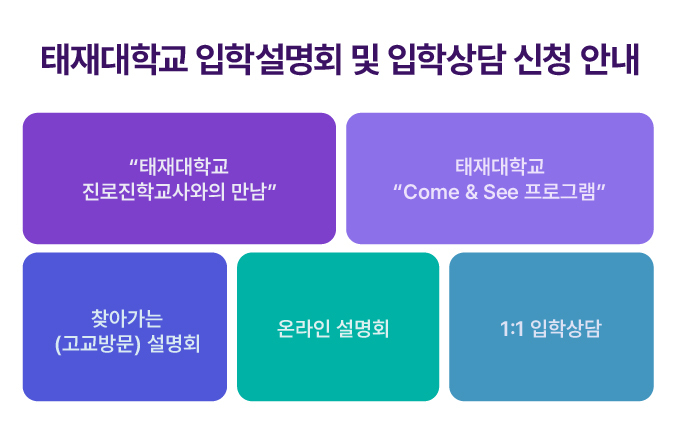 태재대학교 입학설명회 및 입학상담 신청 안내
“태재대학교
진로진학교사와의 만남”
태재대학교
“Come & See 프로그램”
찾아가는
(고교방문) 설명회
온라인 설명회
1:1 입학상담